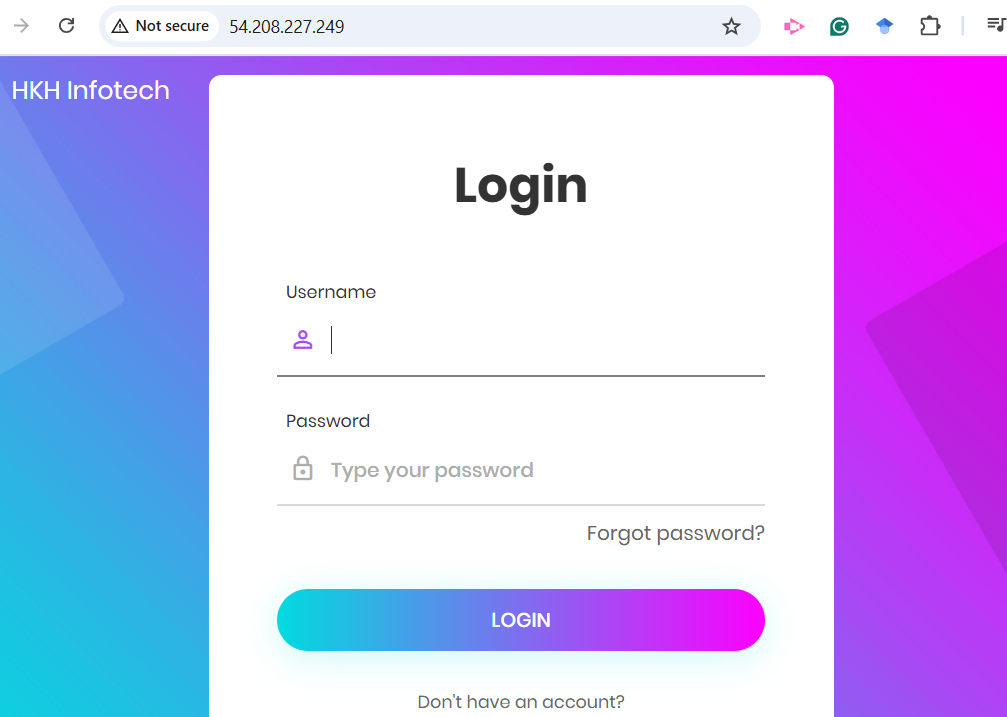 Not secure
54.208.227.249
HKH Infotech
Login
Username
Password
Type your password
Forgot password?
LOGIN
Don't have an account?